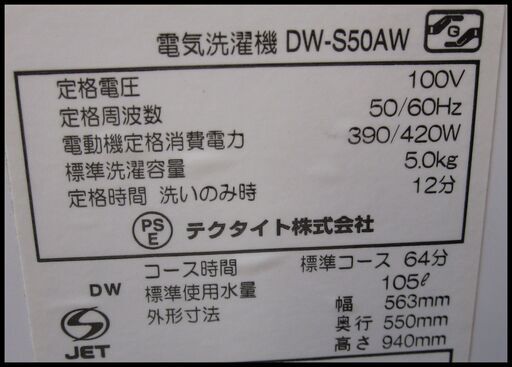 電気洗濯機 DW-S50AW G
定格電圧 100V
定格周波数 50/60Hz
電動機定格消費電力 390/420W
標準洗濯容量 5.0kg
定格時間 洗いのみ時 12分
PS
E テクタイト株式会社
コース時間 標準コース 64分
DW 標準使用水量 105ℓ
外形寸法 幅 563mm
奥行 550mm
JET 高さ 940mm